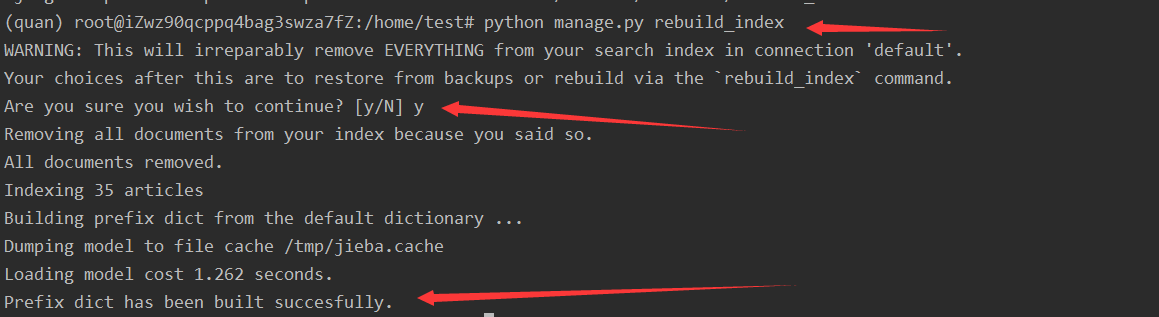 (quan) root@iZwz90qcppq4bag3swza7fZ:/home/test# python manage.py rebuild_index
WARNING: This will irreparably remove EVERYTHING from your search index in connection 'default'.
Your choices after this are to restore from backups or rebuild via the `rebuild_index` command.
Are you sure you wish to continue? [y/N] y
Removing all documents from your index because you said so.
All documents removed.
Indexing 35 articles
Building prefix dict from the default dictionary ...
Dumping model to file cache /tmp/jieba.cache
Loading model cost 1.262 seconds.
Prefix dict has been built succesfully.